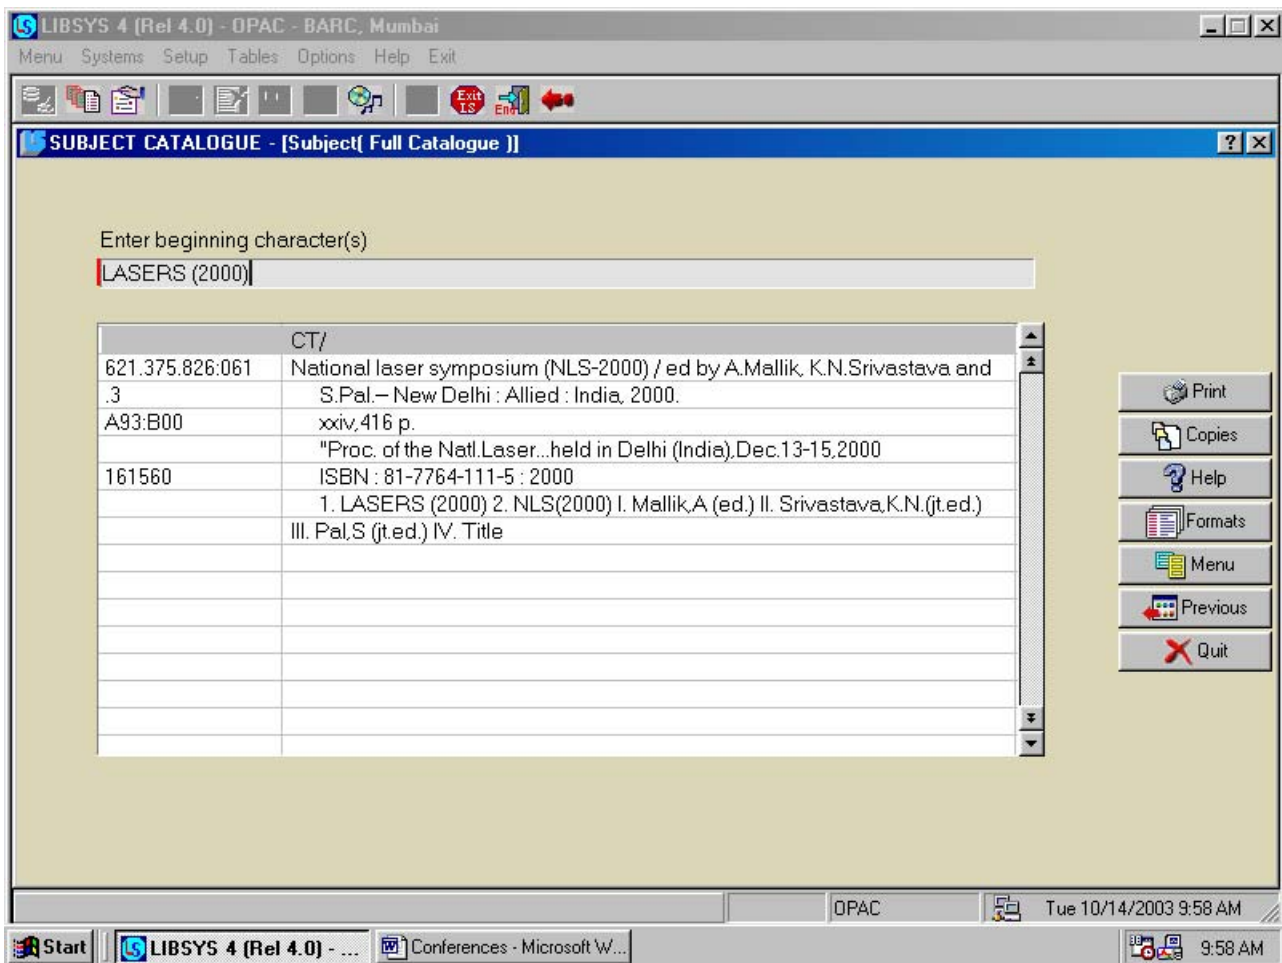 LIBSYS 4 (Rel 4.0) - OPAC - BARC, Mumbai
Menu Systems Setup Tables Options Help Exit
Exit IS End
SUBJECT CATALOGUE - [Subject( Full Catalogue )]
Enter beginning character(s)
LASERS (2000)
CT/
621.375.826:061 National laser symposium (NLS-2000) / ed by A.Mallik, K.N.Srivastava and
.3 S.Pal.-- New Delhi : Allied : India, 2000.
A93:B00 xxiv,416 p.
"Proc. of the Natl.Laser...held in Delhi (India),Dec.13-15,2000
161560 ISBN : 81-7764-111-5 : 2000
1. LASERS (2000) 2. NLS(2000) I. Mallik,A (ed.) II. Srivastava,K.N.(jt.ed.)
III. Pal,S (jt.ed.) IV. Title
Print
Copies
Help
Formats
Menu
Previous
Quit
OPAC Tue 10/14/2003 9:58 AM
Start LIBSYS 4 (Rel 4.0) - ... Conferences - Microsoft W... 9:58 AM